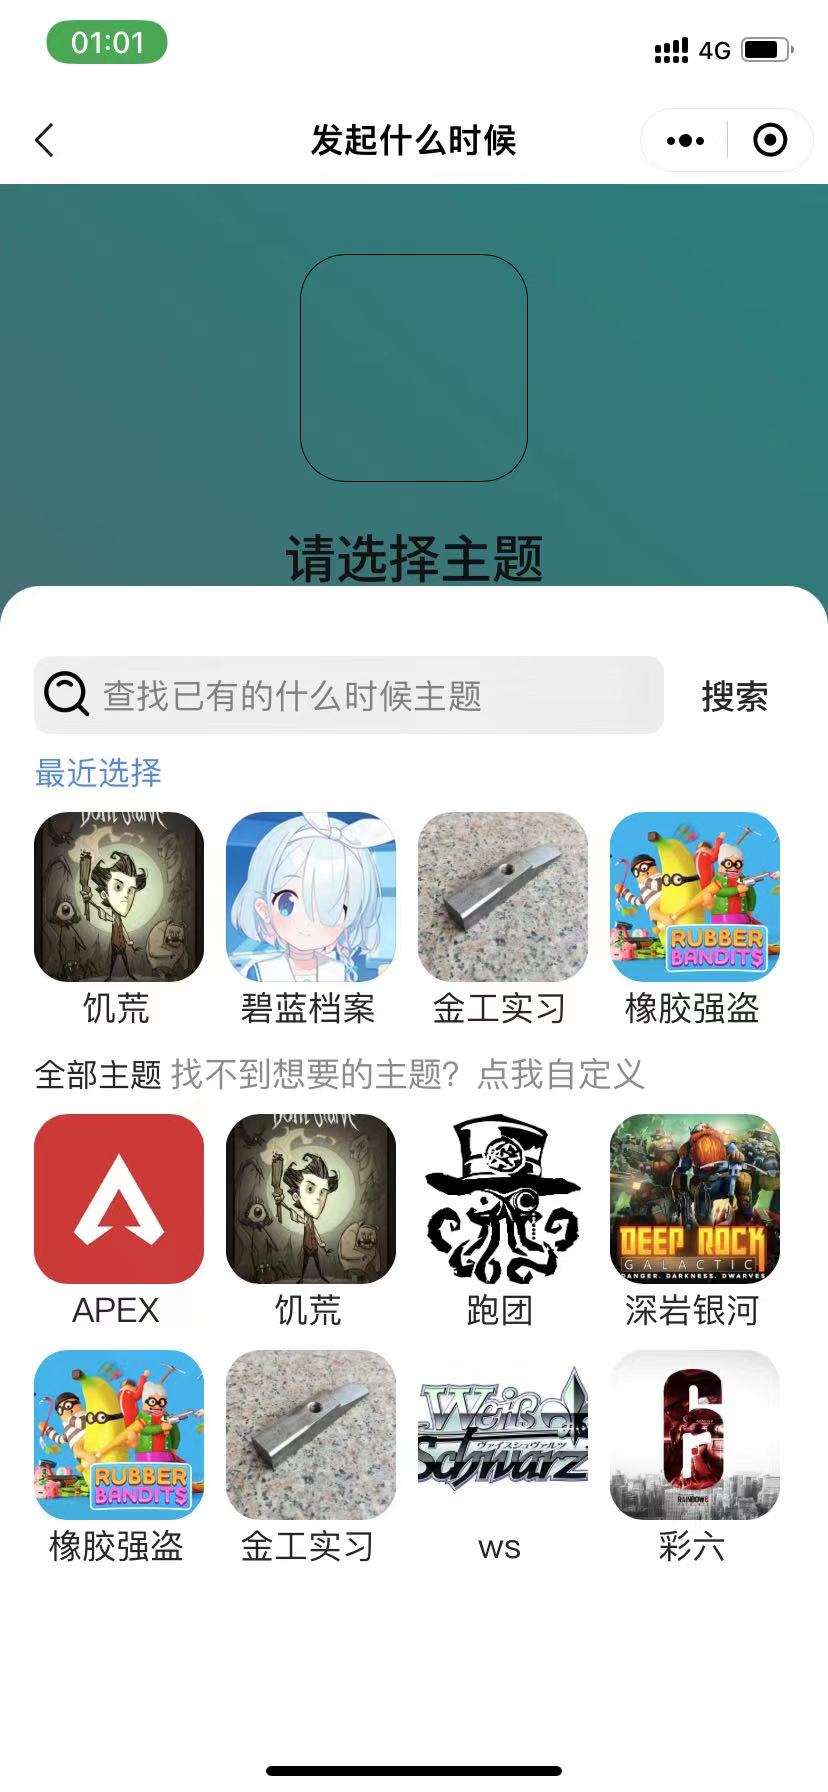 01:01
4G
发起什么时候
请选择主题
查找已有的什么时候主题
搜索
最近选择
Don't Starve
RUBBER
BANDITS
饥荒
碧蓝档案
金工实习
橡胶强盗
全部主题 找不到想要的主题？点我自定义
Don't Starve
DEEP ROCK
GALACTIC
DANGER. DARKNESS. DWARVES
APEX
饥荒
跑团
深岩银河
RUBBER
BANDITS
Weiß
ヴァイスシュヴァルツ
Schwarz
6
RAINBOW6
橡胶强盗
金工实习
ws
彩六